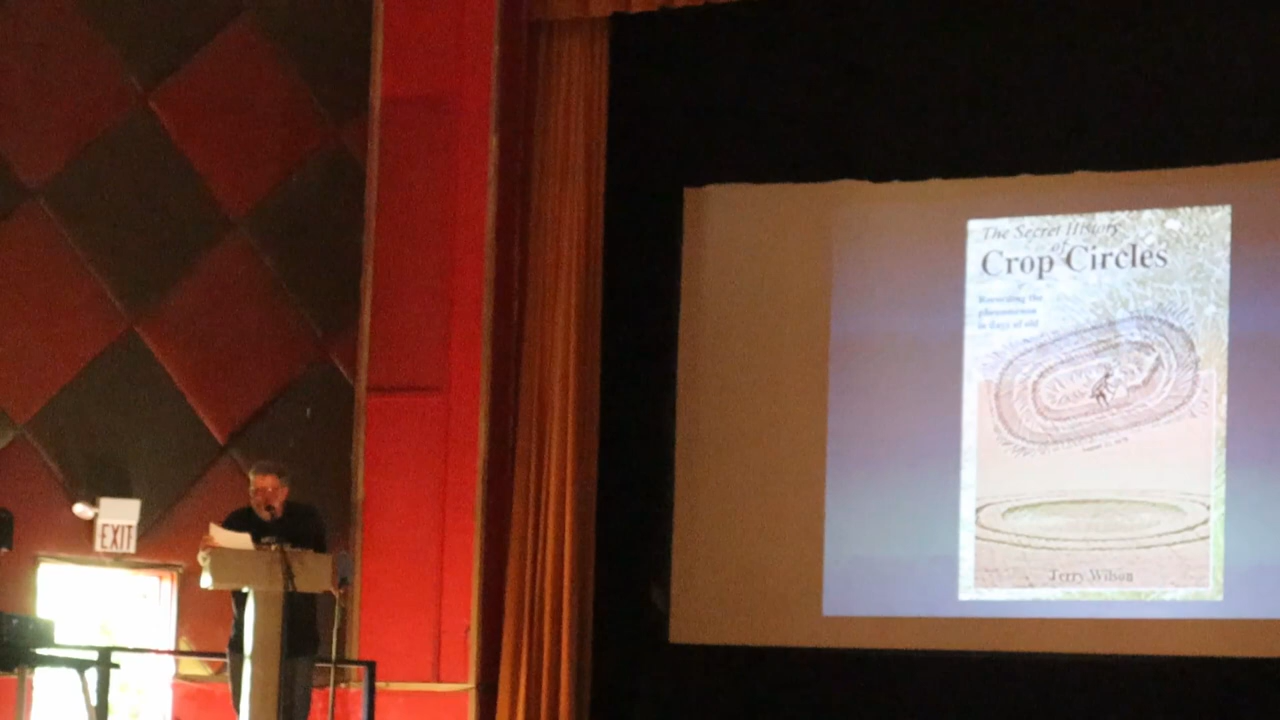 EXIT
The Secret History
of
Crop Circles
Revealing the
phenomenon
in days of old
Terry Wilson